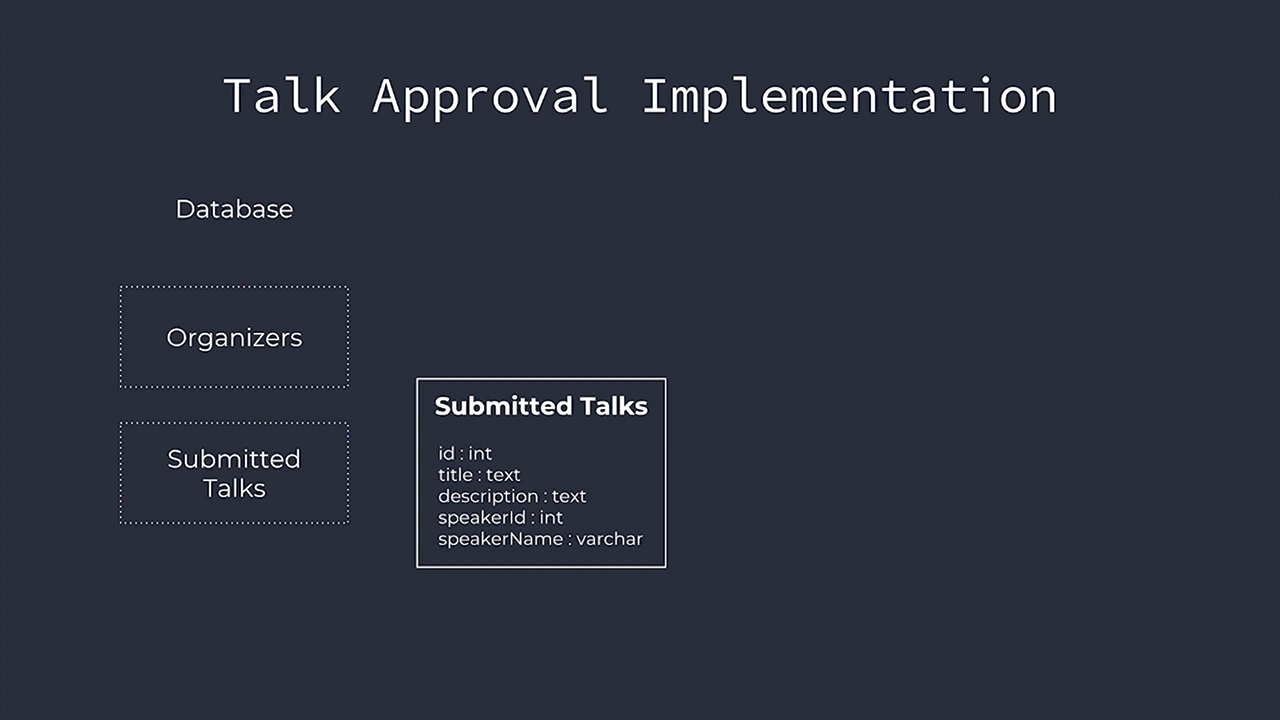 Talk Approval Implementation
Database
Organizers
Submitted
Talks
Submitted Talks
id : int
title : text
description : text
speakerId : int
speakerName : varchar